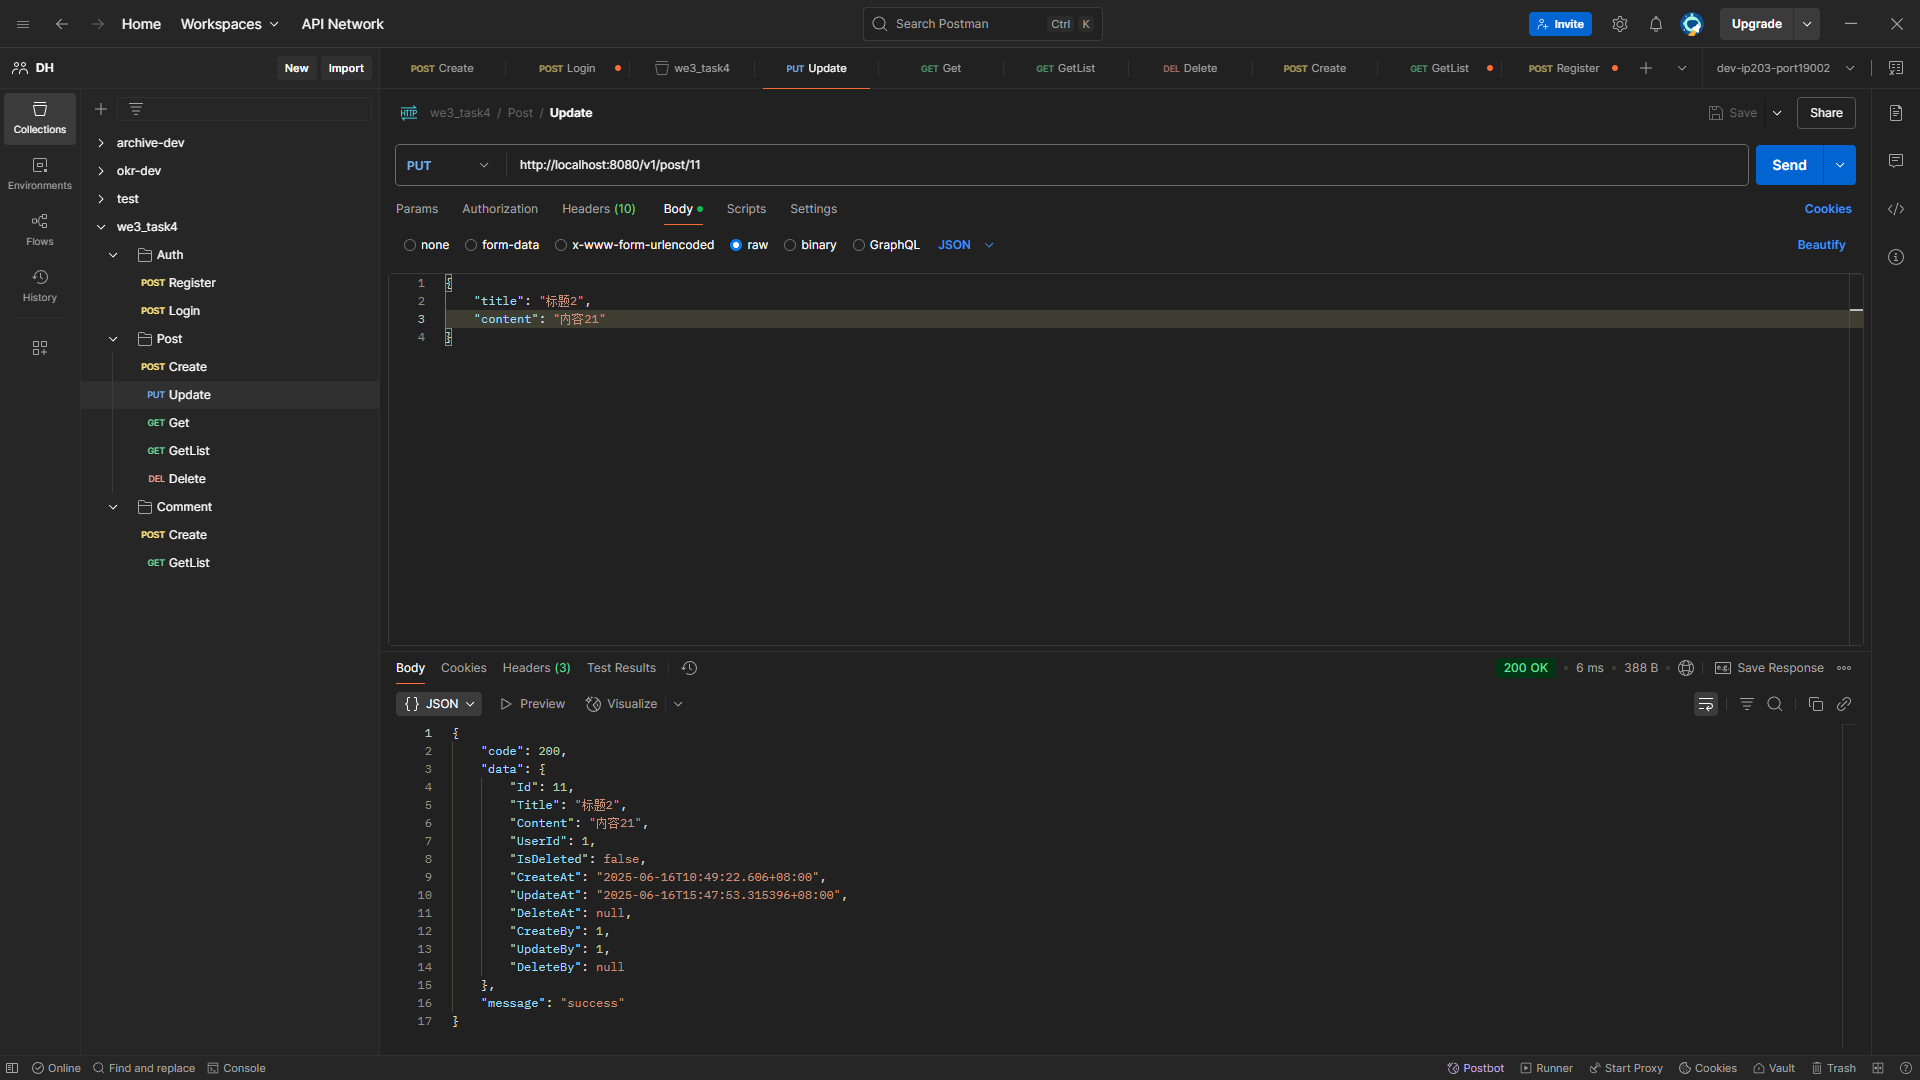 Home Workspaces API Network Search Postman Ctrl K Invite Upgrade
DH New Import POST Create POST Login we3_task4 PUT Update GET Get GET GetList DEL Delete POST Create GET GetList POST Register dev-ip203-port19002
Collections
Environments
Flows
History
archive-dev
okr-dev
test
we3_task4
Auth
POST Register
POST Login
Post
POST Create
PUT Update
GET Get
GET GetList
DEL Delete
Comment
POST Create
GET GetList
HTTP we3_task4 / Post / Update Save Share
PUT http://localhost:8080/v1/post/11 Send
Params Authorization Headers (10) Body Scripts Settings Cookies
none form-data x-www-form-urlencoded raw binary GraphQL JSON Beautify
1 {
2 "title": "标题2",
3 "content": "内容21"
4 }
Body Cookies Headers (3) Test Results 200 OK 6 ms 388 B e.g. Save Response
{} JSON Preview Visualize
1 {
2 "code": 200,
3 "data": {
4 "Id": 11,
5 "Title": "标题2",
6 "Content": "内容21",
7 "UserId": 1,
8 "IsDeleted": false,
9 "CreateAt": "2025-06-16T10:49:22.606+08:00",
10 "UpdateAt": "2025-06-16T15:47:53.315396+08:00",
11 "DeleteAt": null,
12 "CreateBy": 1,
13 "UpdateBy": 1,
14 "DeleteBy": null
15 },
16 "message": "success"
17 }
Online Find and replace Console Postbot Runner Start Proxy Cookies Vault Trash